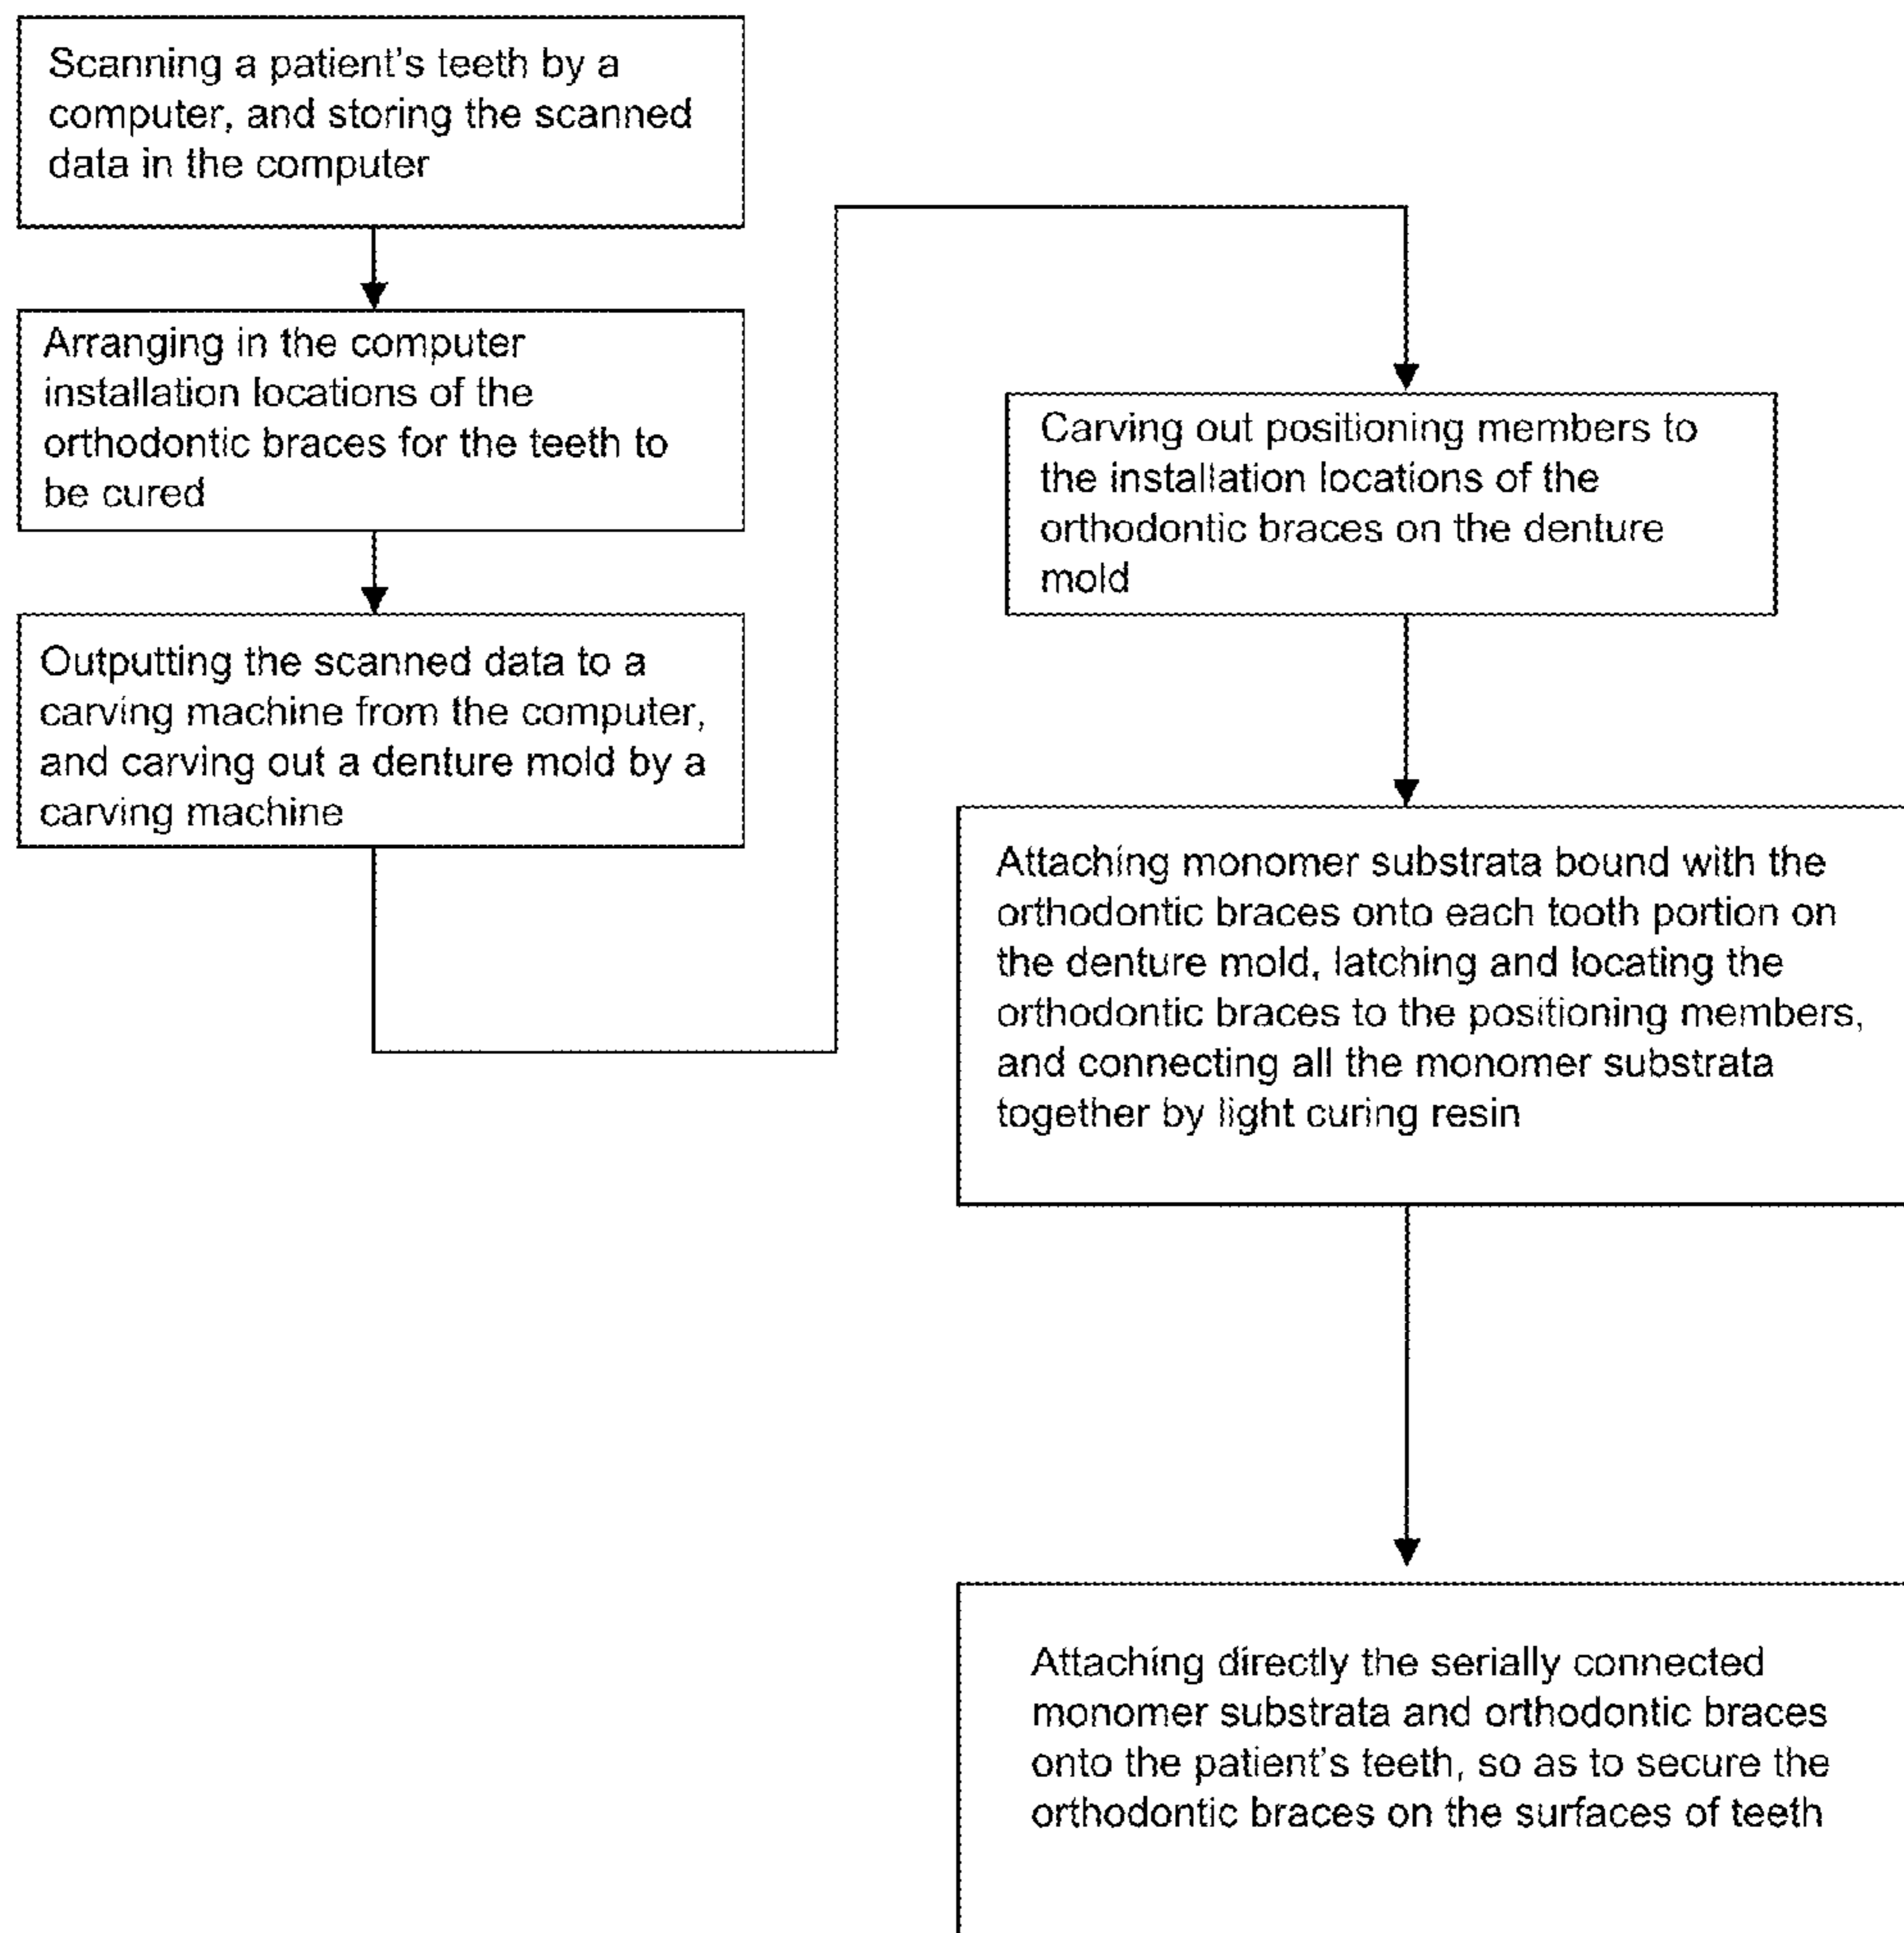 Scanning a patient's teeth by a
computer, and storing the scanned
data in the computer
Arranging in the computer
installation locations of the
orthodontic braces for the teeth to
be cured
Outputting the scanned data to a
carving machine from the computer,
and carving out a denture mold by a
carving machine
Carving out positioning members to
the installation locations of the
orthodontic braces on the denture
mold
Attaching monomer substrata bound with the
orthodontic braces onto each tooth portion on
the denture mold, latching and locating the
orthodontic braces to the positioning members,
and connecting all the monomer substrata
together by light curing resin
Attaching directly the serially connected
monomer substrata and orthodontic braces
onto the patient's teeth, so as to secure the
orthodontic braces on the surfaces of teeth